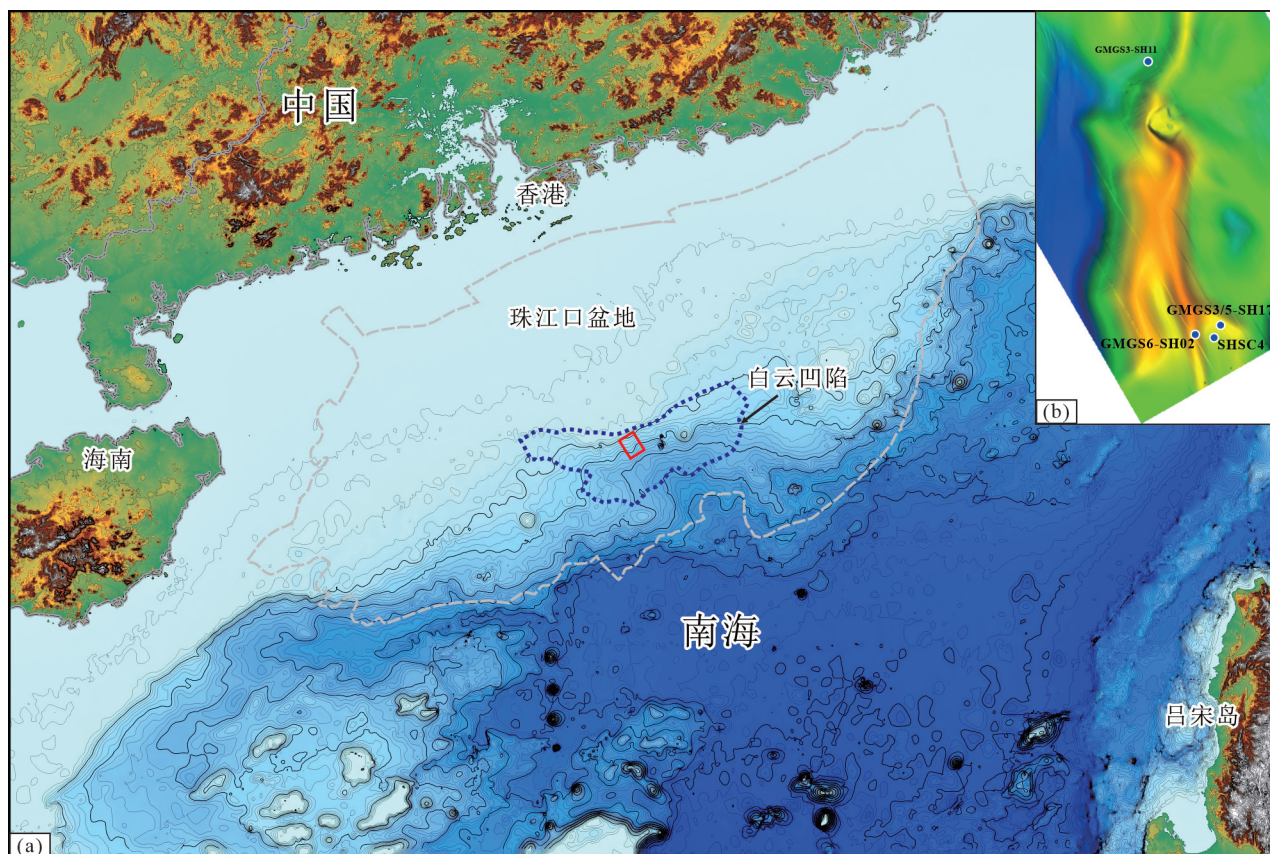 中国
香港
珠江口盆地
白云凹陷
海南
南海
吕宋岛
(a)
GMGS3-SH11
GMGS3/5-SH17
GMGS6-SH02
SHSC4
(b)